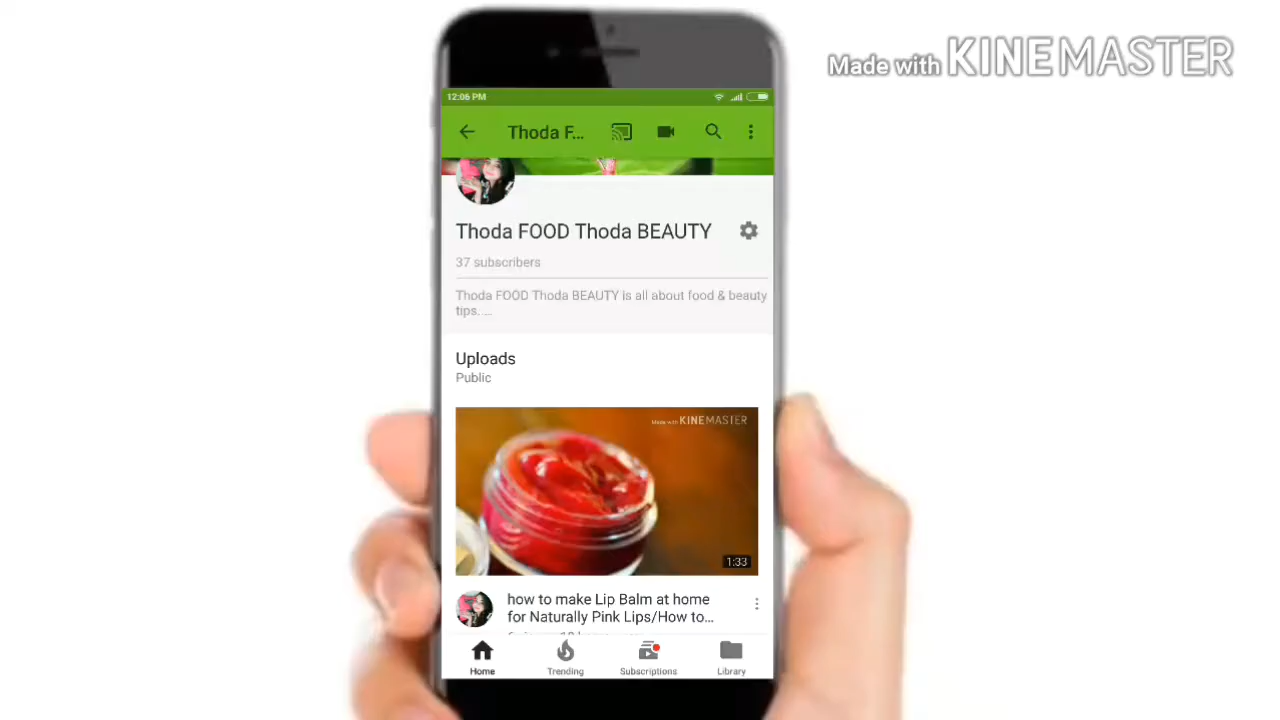 Made with KINEMASTER
12:06 PM
Thoda F...
Thoda FOOD Thoda BEAUTY
37 subscribers
Thoda FOOD Thoda BEAUTY is all about food & beauty
tips....
Uploads
Public
Made with KINEMASTER
1:33
how to make Lip Balm at home
for Naturally Pink Lips/How to...
Home
Trending
Subscriptions
Library